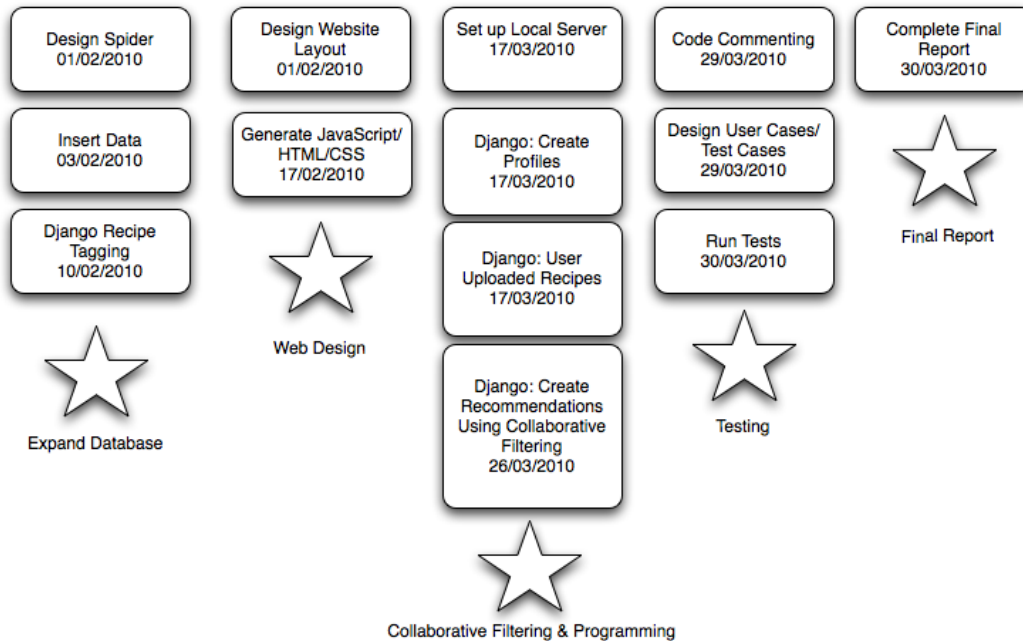 Design Spider
01/02/2010
Insert Data
03/02/2010
Django Recipe
Tagging
10/02/2010
Expand Database
Design Website
Layout
01/02/2010
Generate JavaScript/
HTML/CSS
17/02/2010
Web Design
Set up Local Server
17/03/2010
Django: Create
Profiles
17/03/2010
Django: User
Uploaded Recipes
17/03/2010
Django: Create
Recommendations
Using Collaborative
Filtering
26/03/2010
Collaborative Filtering & Programming
Code Commenting
29/03/2010
Design User Cases/
Test Cases
29/03/2010
Run Tests
30/03/2010
Testing
Complete Final
Report
30/03/2010
Final Report